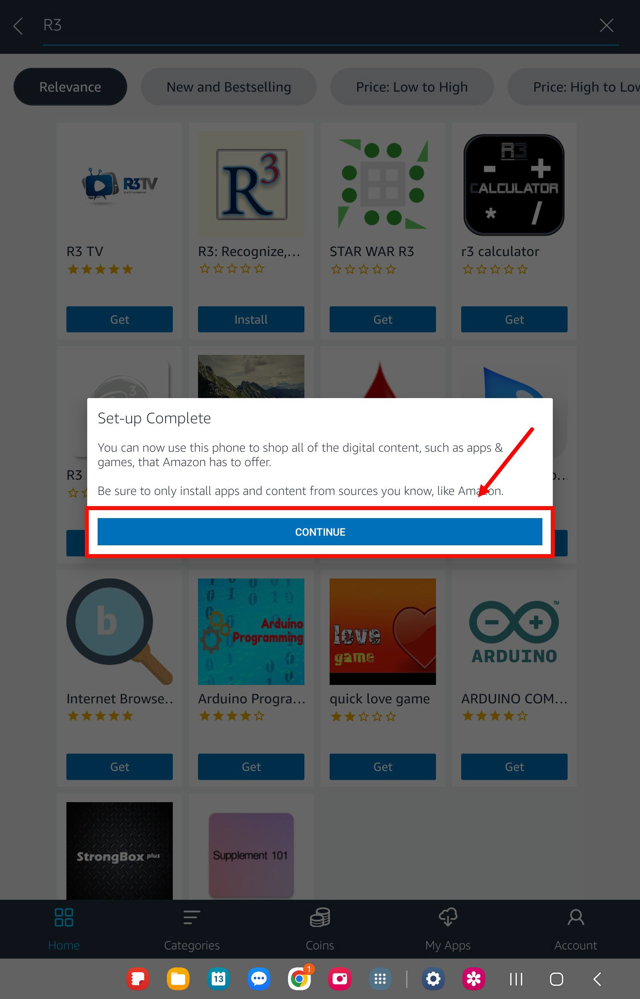 R3
Relevance
New and Bestselling
Price: Low to High
Price: High to Low
R3TV
R3
R3
CALCULATOR
R3 TV
R3: Recognize,...
STAR WAR R3
r3 calculator
Get
Install
Get
Get
3
Set-up Complete
You can now use this phone to shop all of the digital content, such as apps &
games, that Amazon has to offer.
Be sure to only install apps and content from sources you know, like Amazon.
R3
CONTINUE
b
Arduino
Programming
love
game
TM
ARDUINO
Internet Browse..
Arduino Progra...
quick love game
ARDUINO COM...
Get
Get
Get
Get
StrongBox plus
Supplement 101
Home
Categories
Coins
My Apps
Account
13
1